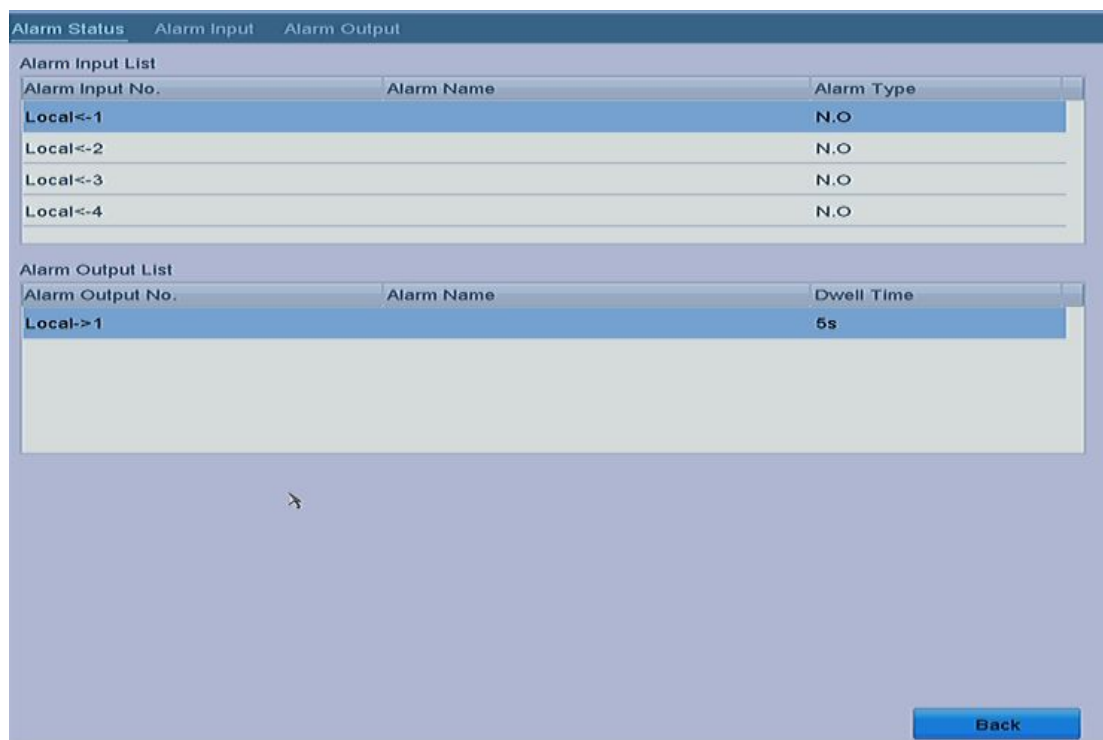 Alarm Status Alarm Input Alarm Output
Alarm Input List
Alarm Input No. Alarm Name Alarm Type
Local<-1 N.O
Local<-2 N.O
Local<-3 N.O
Local<-4 N.O
Alarm Output List
Alarm Output No. Alarm Name Dwell Time
Local->1 5s
Back